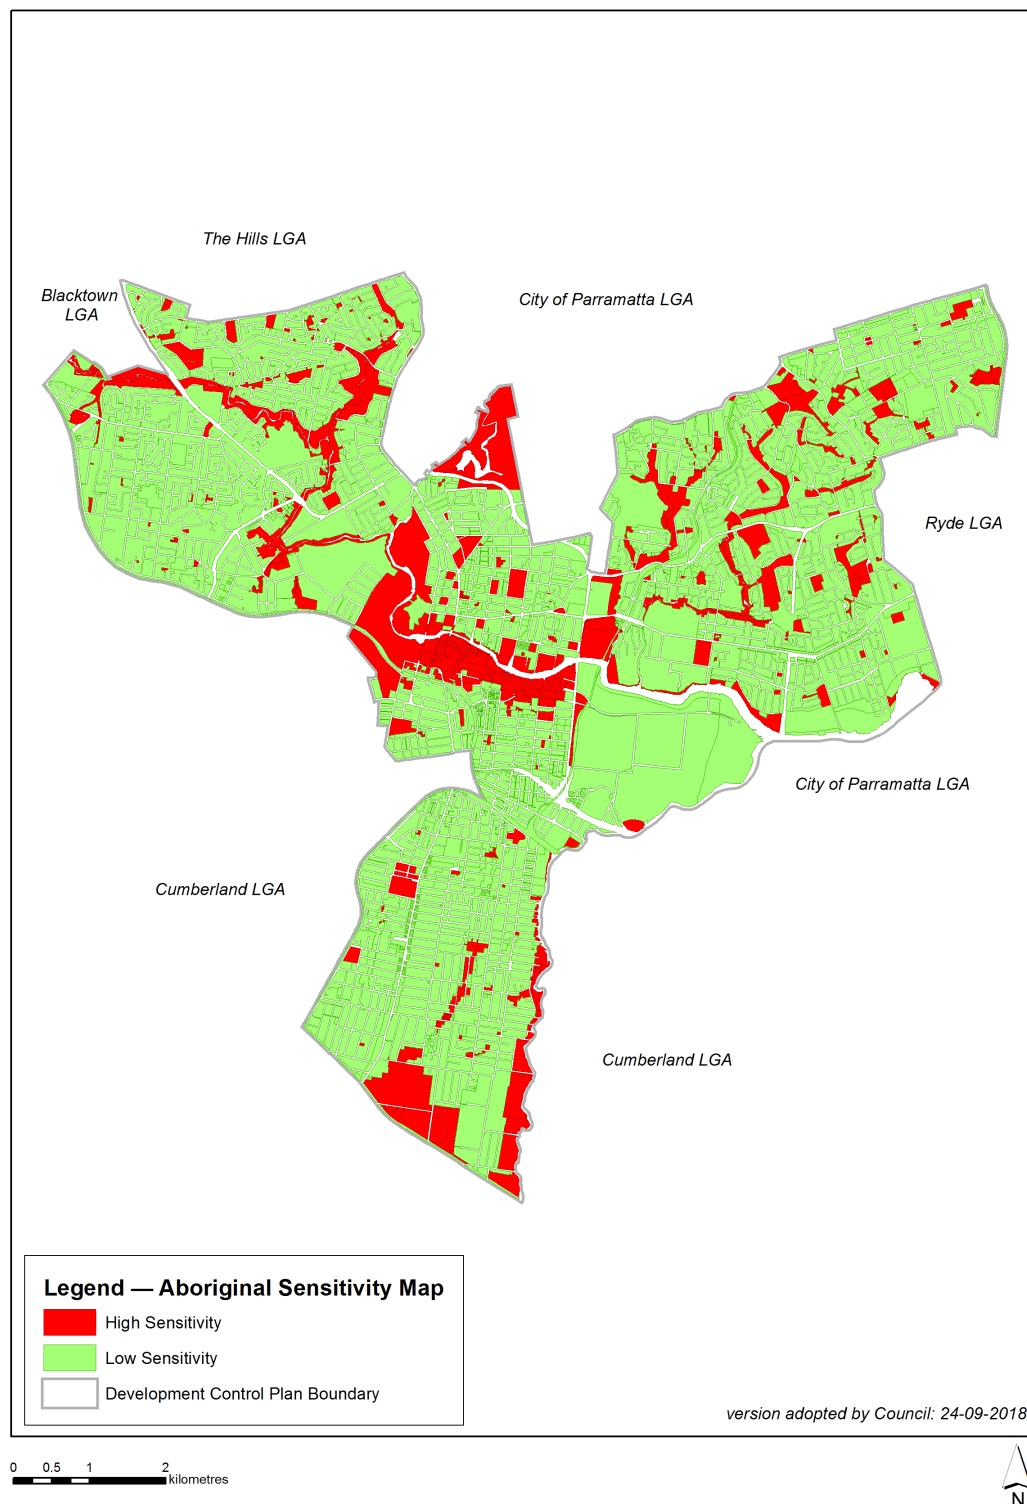 The Hills LGA
Blacktown
LGA
City of Parramatta LGA
Ryde LGA
City of Parramatta LGA
Cumberland LGA
Cumberland LGA
Legend — Aboriginal Sensitivity Map
High Sensitivity
Low Sensitivity
Development Control Plan Boundary
version adopted by Council: 24-09-2018
0 0.5 1 2
kilometres
N